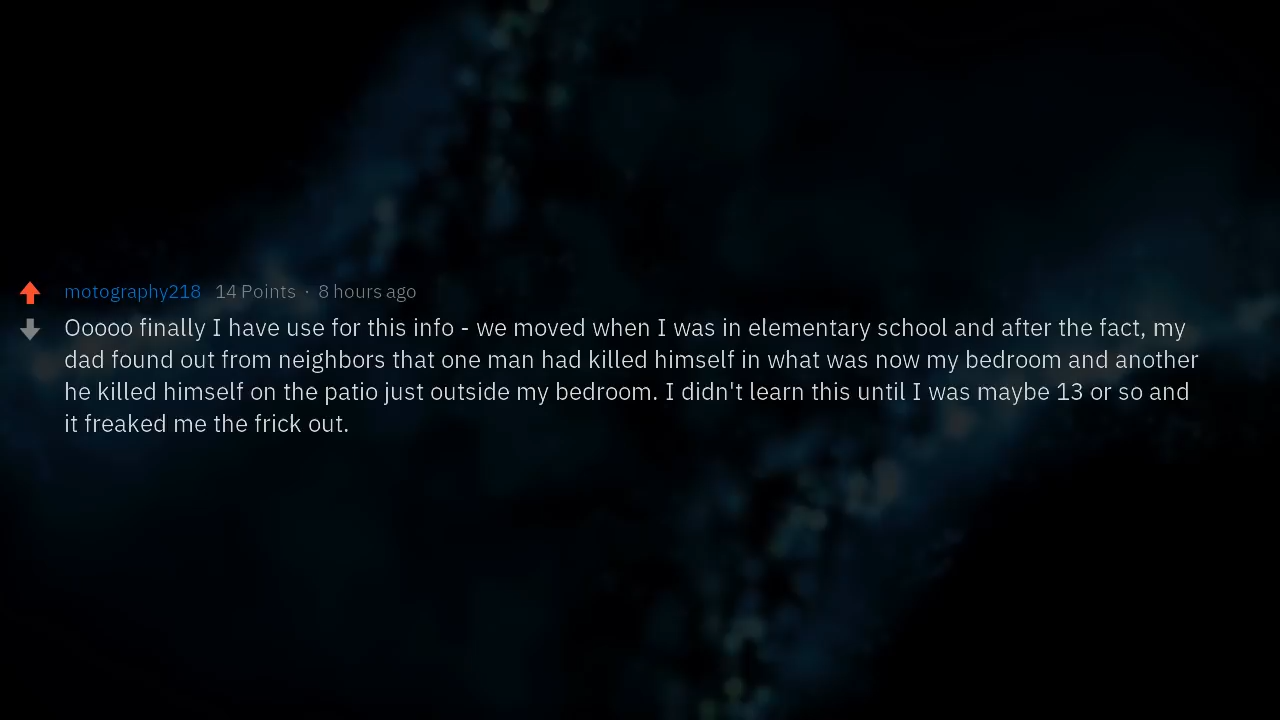 motography218 14 Points · 8 hours ago
Ooooo finally I have use for this info - we moved when I was in elementary school and after the fact, my
dad found out from neighbors that one man had killed himself in what was now my bedroom and another
he killed himself on the patio just outside my bedroom. I didn't learn this until I was maybe 13 or so and
it freaked me the frick out.